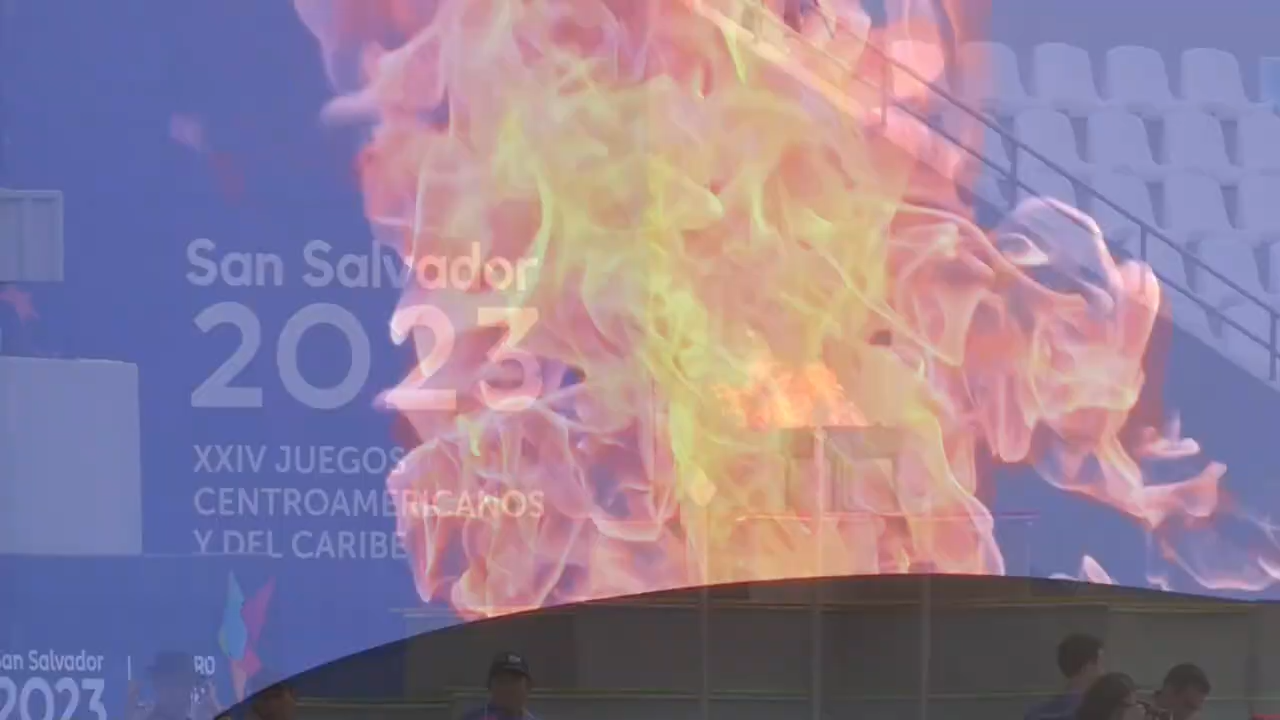 San Salvador
2023
XXIV JUEGOS
CENTROAMERICANOS
Y DEL CARIBE
San Salvador
2023